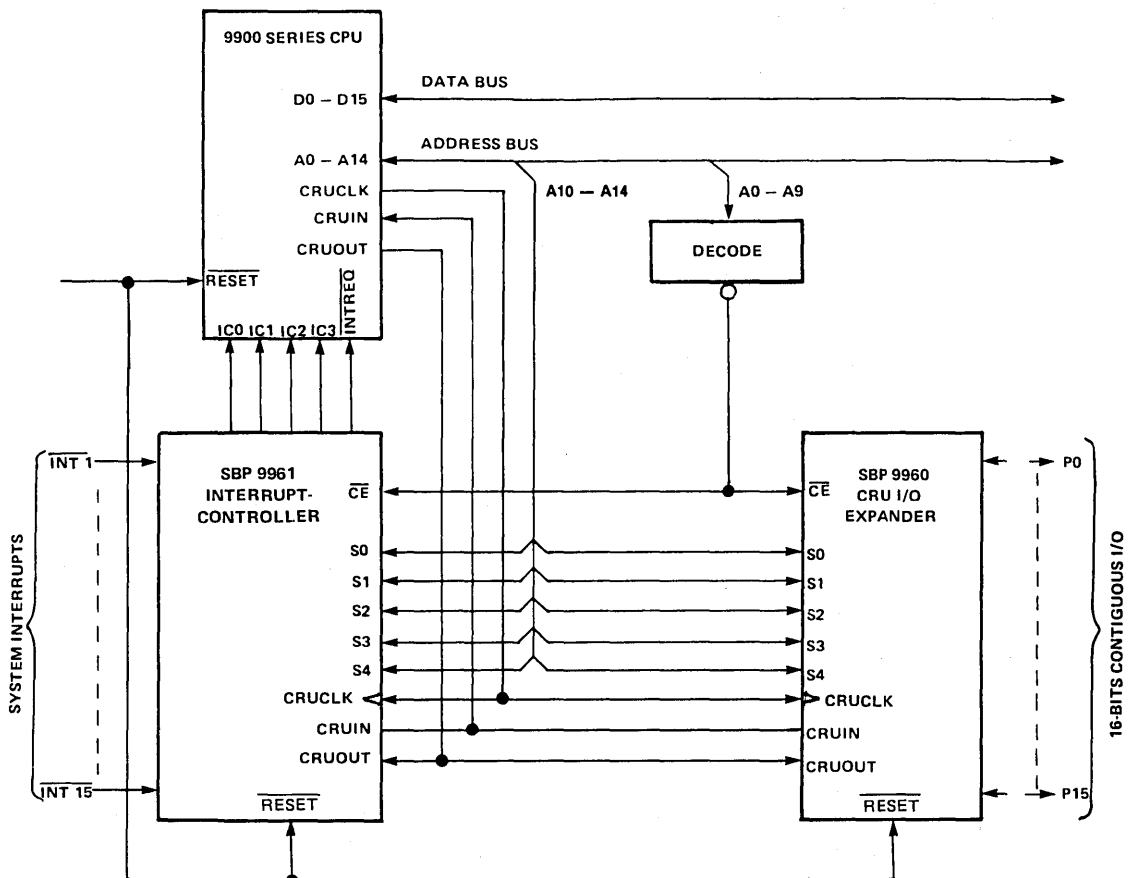 9900 SERIES CPU
DATA BUS
D0 – D15
ADDRESS BUS
A0 – A14
A10 — A14
A0 – A9
CRUCLK
CRUIN
CRUOUT
DECODE
RESET
INTREQ
IC0 IC1 IC2 IC3
SYSTEM INTERRUPTS
INT 1
INT 15
SBP 9961
INTERRUPT-
CONTROLLER
CE
S0
S1
S2
S3
S4
CRUCLK
CRUIN
CRUOUT
RESET
SBP 9960
CRU I/O
EXPANDER
CE
S0
S1
S2
S3
S4
CRUCLK
CRUIN
CRUOUT
RESET
P0
P15
16-BITS CONTIGUOUS I/O